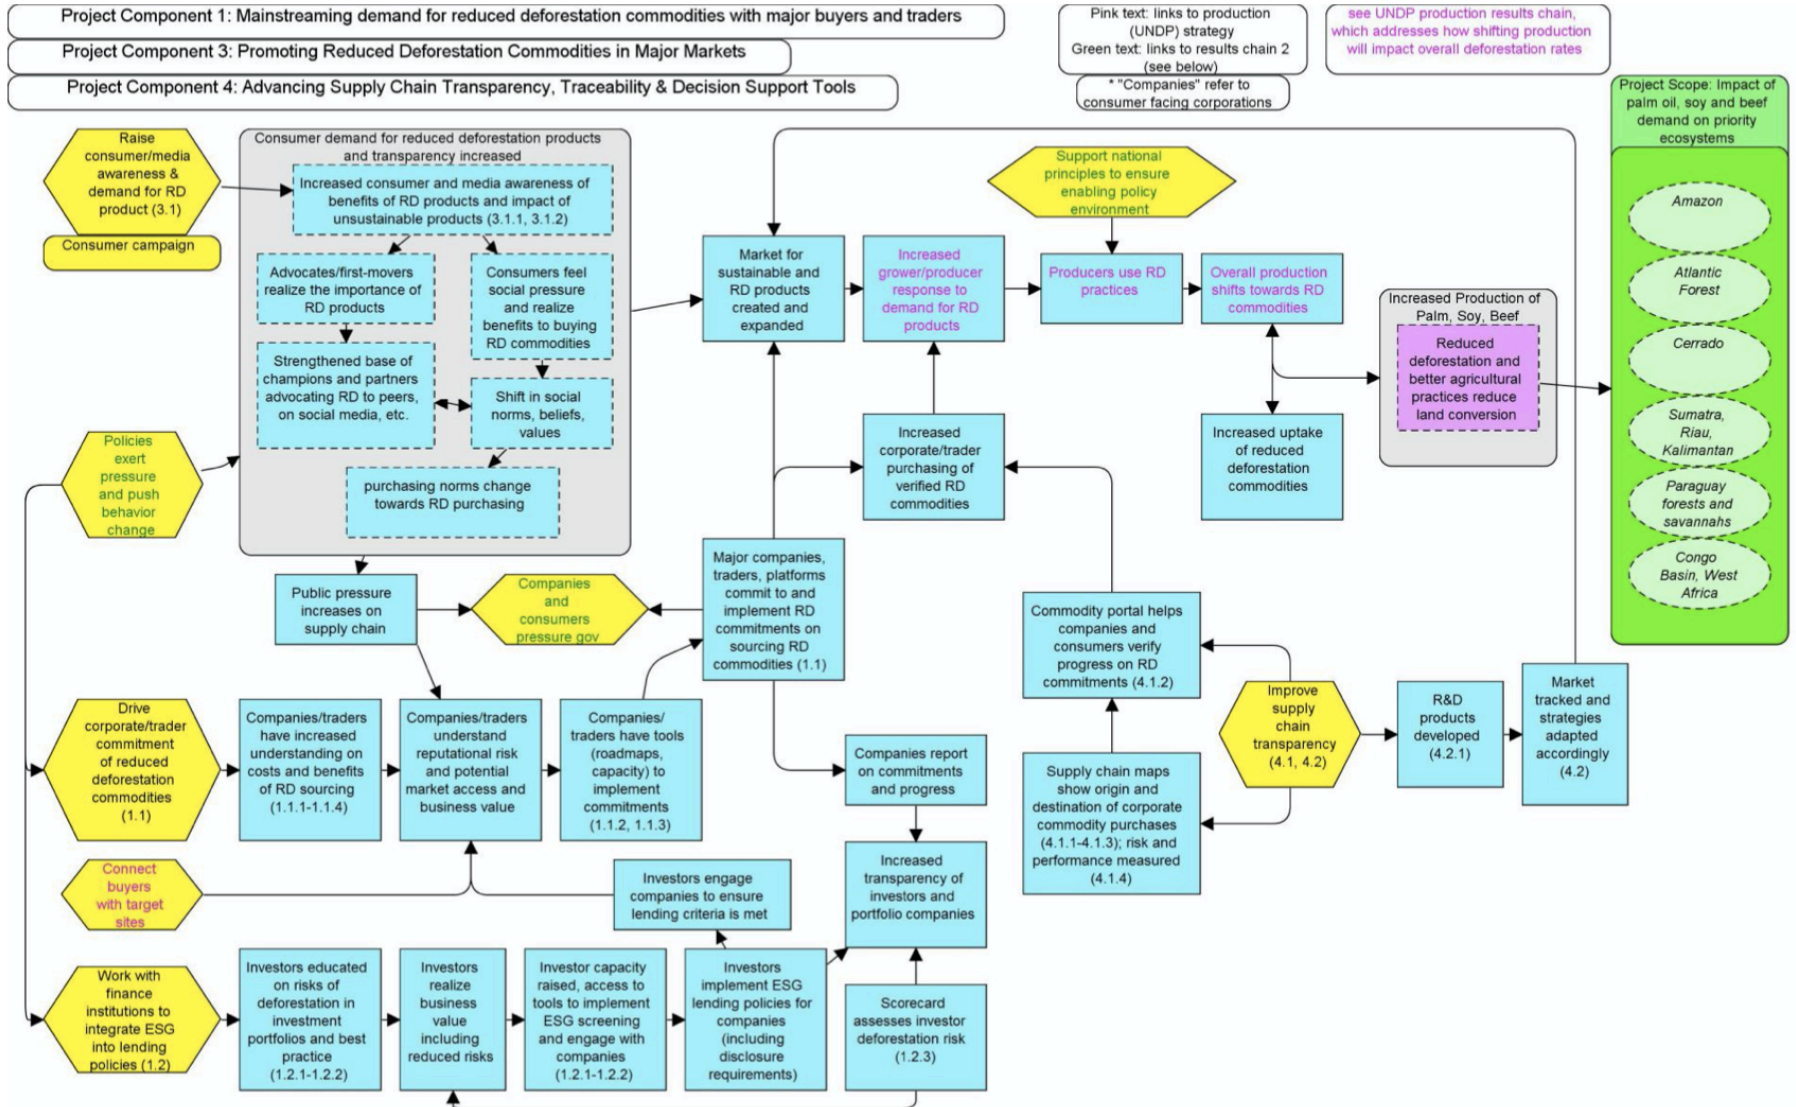 Project Component 1: Mainstreaming demand for reduced deforestation commodities with major buyers and traders
Project Component 3: Promoting Reduced Deforestation Commodities in Major Markets
Project Component 4: Advancing Supply Chain Transparency, Traceability & Decision Support Tools
Pink text: links to production
(UNDP) strategy
Green text: links to results chain 2
(see below)
* "Companies" refer to
consumer facing corporations
see UNDP production results chain,
which addresses how shifting production
will impact overall deforestation rates
Project Scope: Impact of
palm oil, soy and beef
demand on priority
ecosystems
Amazon
Atlantic
Forest
Cerrado
Sumatra,
Riau,
Kalimantan
Paraguay
forests and
savannahs
Congo
Basin, West
Africa
Raise
consumer/media
awareness &
demand for RD
product (3.1)
Consumer campaign
Consumer demand for reduced deforestation products
and transparency increased
Increased consumer and media awareness of
benefits of RD products and impact of
unsustainable products (3.1.1, 3.1.2)
Advocates/first-movers
realize the importance of
RD products
Consumers feel
social pressure
and realize
benefits to buying
RD commodities
Strengthened base of
champions and partners
advocating RD to peers,
on social media, etc.
Shift in social
norms, beliefs,
values
purchasing norms change
towards RD purchasing
Support national
principles to ensure
enabling policy
environment
Market for
sustainable and
RD products
created and
expanded
Increased
grower/producer
response to
demand for RD
products
Producers use RD
practices
Overall production
shifts towards RD
commodities
Increased Production of
Palm, Soy, Beef
Reduced
deforestation and
better agricultural
practices reduce
land conversion
Increased
corporate/trader
purchasing of
verified RD
commodities
Increased uptake
of reduced
deforestation
commodities
Policies
exert
pressure
and push
behavior
change
Public pressure
increases on
supply chain
Companies
and
consumers
pressure gov
Major companies,
traders, platforms
commit to and
implement RD
commitments on
sourcing RD
commodities (1.1)
Commodity portal helps
companies and
consumers verify
progress on RD
commitments (4.1.2)
Improve
supply
chain
transparency
(4.1, 4.2)
R&D
products
developed
(4.2.1)
Market
tracked and
strategies
adapted
accordingly
(4.2)
Drive
corporate/trader
commitment
of reduced
deforestation
commodities
(1.1)
Companies/traders
have increased
understanding on
costs and benefits
of RD sourcing
(1.1.1-1.1.4)
Companies/traders
understand
reputational risk
and potential
market access and
business value
Companies/
traders have tools
(roadmaps,
capacity) to
implement
commitments
(1.1.2, 1.1.3)
Companies report
on commitments
and progress
Supply chain maps
show origin and
destination of corporate
commodity purchases
(4.1.1-4.1.3); risk and
performance measured
(4.1.4)
Connect
buyers
with target
sites
Investors engage
companies to ensure
lending criteria is met
Increased
transparency of
investors and
portfolio companies
Work with
finance
institutions to
integrate ESG
into lending
policies (1.2)
Investors educated
on risks of
deforestation in
investment
portfolios and best
practice
(1.2.1-1.2.2)
Investors
realize
business
value
including
reduced risks
Investor capacity
raised, access to
tools to implement
ESG screening
and engage with
companies
(1.2.1-1.2.2)
Investors
implement ESG
lending policies for
companies
(including
disclosure
requirements)
Scorecard
assesses investor
deforestation risk
(1.2.3)